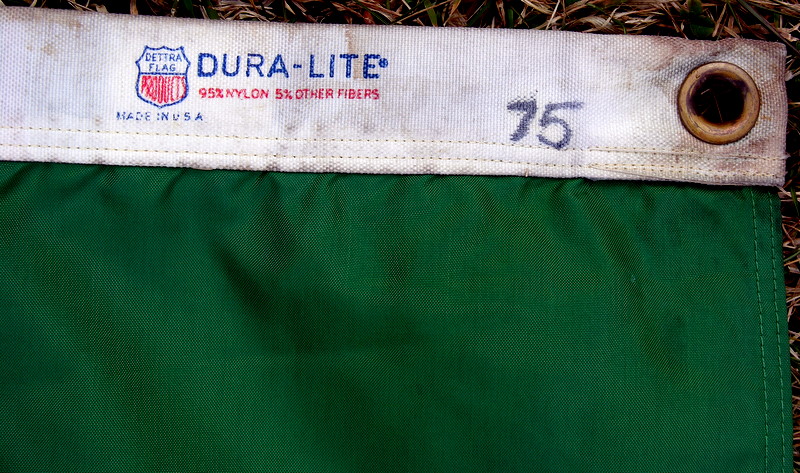 DETTRA
FLAG
PRODUCTS
DURA-LITE®
95% NYLON 5% OTHER FIBERS
MADE IN U.S.A
75